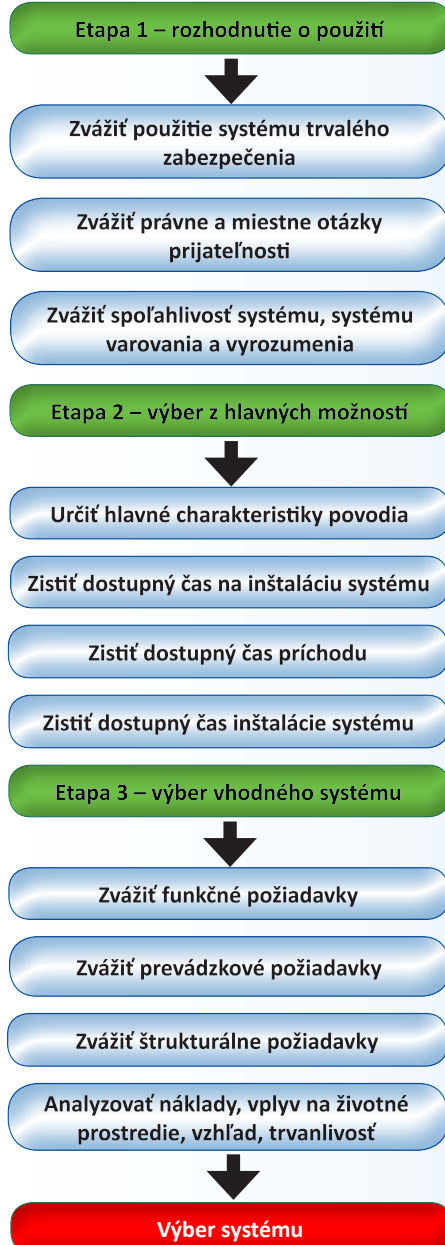 Etapa 1 – rozhodnutie o použití
Zvážiť použitie systému trvalého
zabezpečenia
Zvážiť právne a miestne otázky
prijateľnosti
Zvážiť spoľahlivosť systému, systému
varovania a vyrozumenia
Etapa 2 – výber z hlavných možností
Určiť hlavné charakteristiky povodia
Zistiť dostupný čas na inštaláciu systému
Zistiť dostupný čas príchodu
Zistiť dostupný čas inštalácie systému
Etapa 3 – výber vhodného systému
Zvážiť funkčné požiadavky
Zvážiť prevádzkové požiadavky
Zvážiť štrukturálne požiadavky
Analyzovať náklady, vplyv na životné
prostredie, vzhľad, trvanlivosť
Výber systému